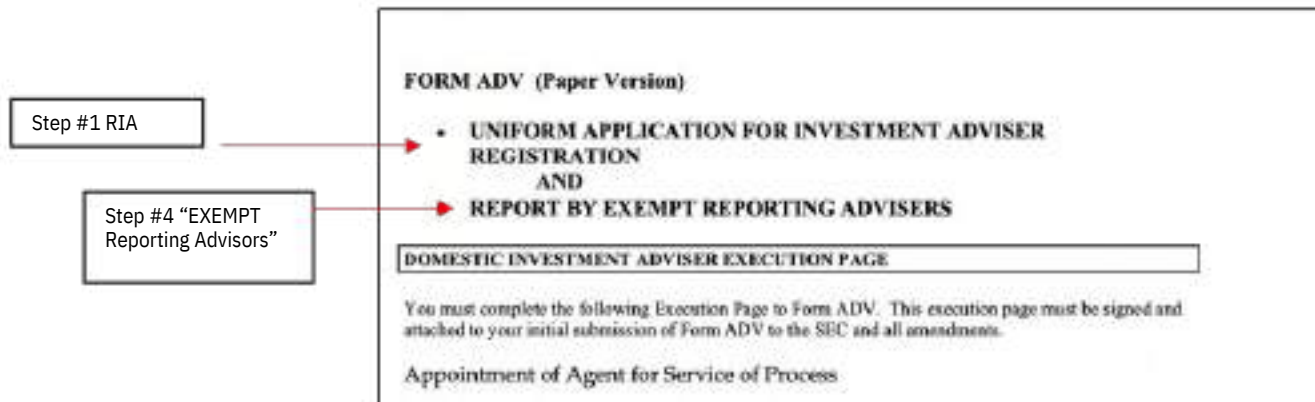 FORM ADV (Paper Version)
Step #1 RIA
• UNIFORM APPLICATION FOR INVESTMENT ADVISER
REGISTRATION
AND
Step #4 “EXEMPT
Reporting Advisors”
REPORT BY EXEMPT REPORTING ADVISERS
DOMESTIC INVESTMENT ADVISER EXECUTION PAGE
You must complete the following Execution Page to Form ADV. This execution page must be signed and
attached to your initial submission of Form ADV to the SEC and all amendments.
Appointment of Agent for Service of Process